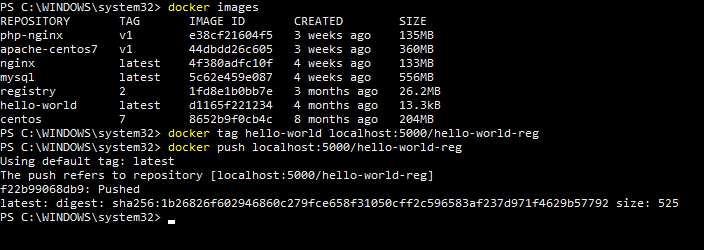 PS C:\WINDOWS\system32> docker images
REPOSITORY TAG IMAGE ID CREATED SIZE
php-nginx v1 e38cf21604f5 3 weeks ago 135MB
apache-centos7 v1 44dbdd26c605 3 weeks ago 360MB
nginx latest 4f380adfc10f 4 weeks ago 133MB
mysql latest 5c62e459e087 4 weeks ago 556MB
registry 2 1fd8e1b0bb7e 3 months ago 26.2MB
hello-world latest d1165f221234 4 months ago 13.3kB
centos 7 8652b9f0cb4c 8 months ago 204MB
PS C:\WINDOWS\system32> docker tag hello-world localhost:5000/hello-world-reg
PS C:\WINDOWS\system32> docker push localhost:5000/hello-world-reg
Using default tag: latest
The push refers to repository [localhost:5000/hello-world-reg]
f22b99068db9: Pushed
latest: digest: sha256:1b26826f602946860c279fce658f31050cff2c596583af237d971f4629b57792 size: 525
PS C:\WINDOWS\system32>